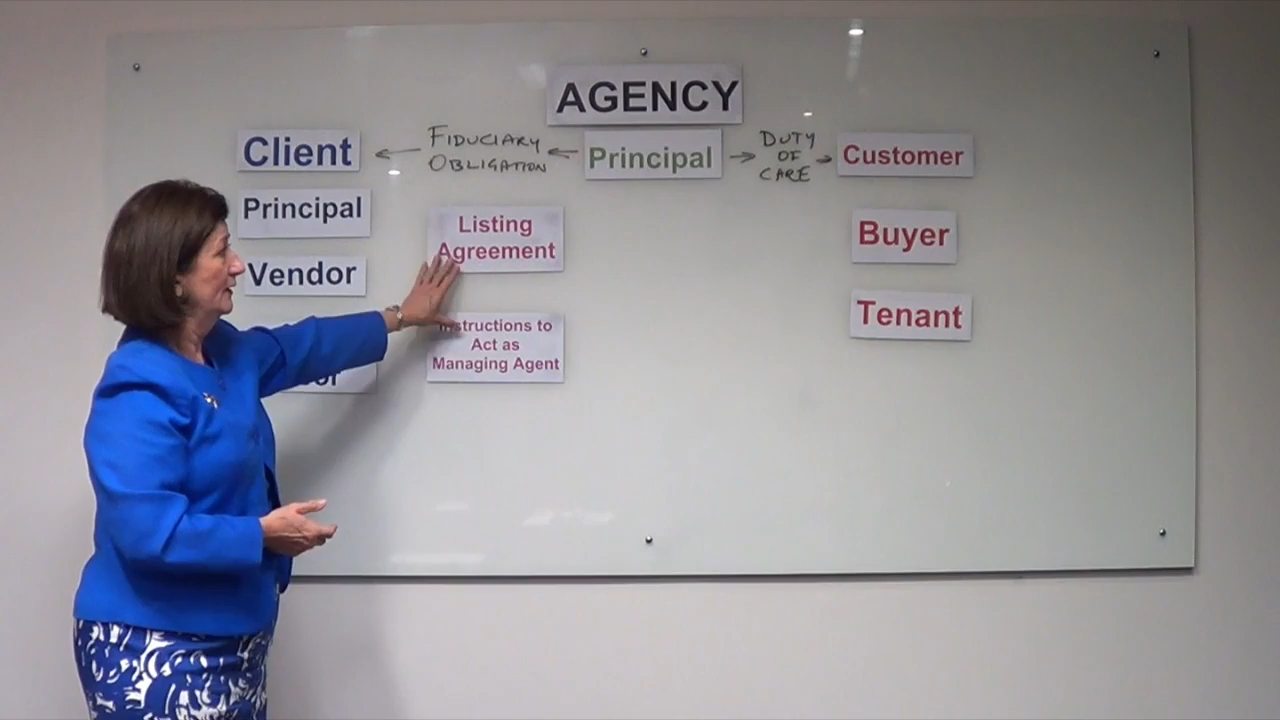 AGENCY
Client
FIDUCIARY
OBLIGATION
Principal
DUTY
OF
CARE
Customer
Principal
Vendor
Listing
Agreement
Instructions to
Act as
Managing Agent
Buyer
Tenant